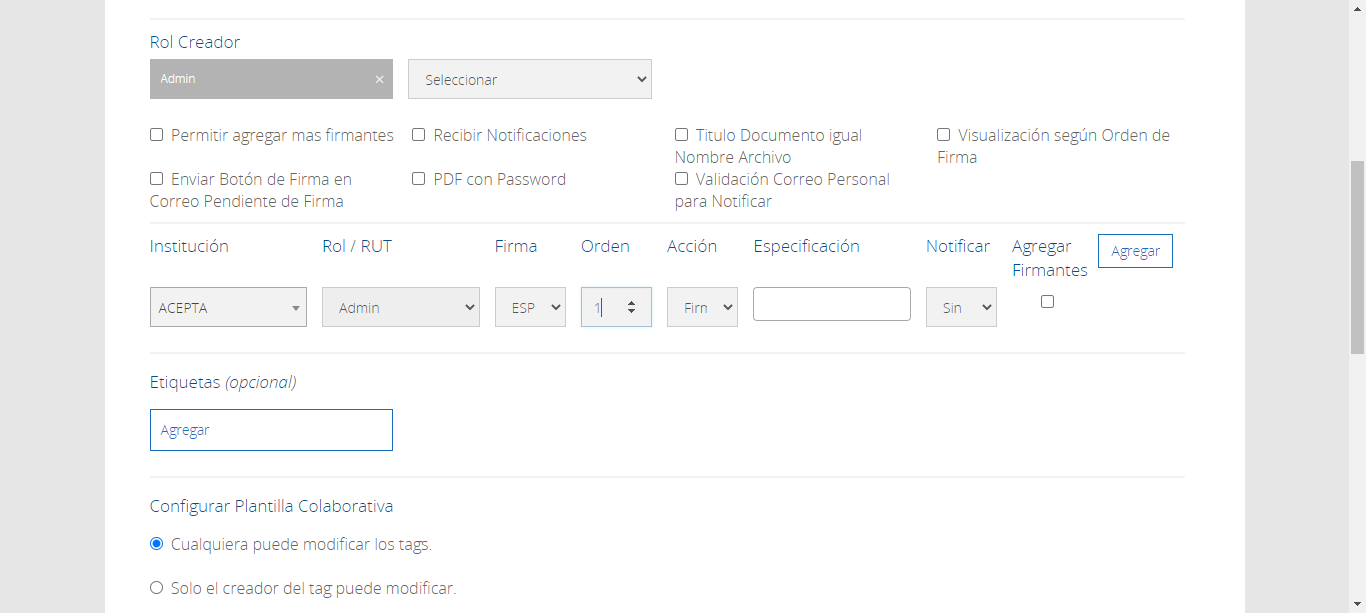 Rol Creador
Admin ×
Seleccionar
Permitir agregar mas firmantes
Recibir Notificaciones
Titulo Documento igual
Nombre Archivo
Visualización según Orden de
Firma
Enviar Botón de Firma en
Correo Pendiente de Firma
PDF con Password
Validación Correo Personal
para Notificar
Institución
Rol / RUT
Firma
Orden
Acción
Especificación
Notificar
Agregar
Firmantes
Agregar
ACEPTA
Admin
ESP
1
Firn
Sin
Etiquetas (opcional)
Agregar
Configurar Plantilla Colaborativa
Cualquiera puede modificar los tags.
Solo el creador del tag puede modificar.